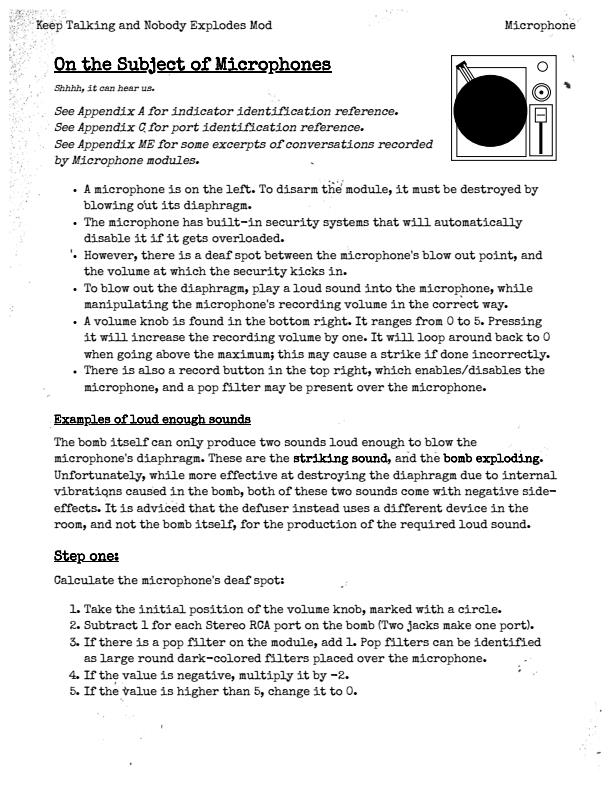 Keep Talking and Nobody Explodes Mod
Microphone
On the Subject of Microphones
Shhhh, it can hear us.
See Appendix A for indicator identification reference.
See Appendix C for port identification reference.
See Appendix ME for some excerpts of conversations recorded
by Microphone modules.
• A microphone is on the left. To disarm the module, it must be destroyed by
blowing out its diaphragm.
• The microphone has built-in security systems that will automatically
disable it if it gets overloaded.
• However, there is a deaf spot between the microphone's blow out point, and
the volume at which the security kicks in.
• To blow out the diaphragm, play a loud sound into the microphone, while
manipulating the microphone's recording volume in the correct way.
• A volume knob is found in the bottom right. It ranges from 0 to 5. Pressing
it will increase the recording volume by one. It will loop around back to 0
when going above the maximum; this may cause a strike if done incorrectly.
• There is also a record button in the top right, which enables/disables the
microphone, and a pop filter may be present over the microphone.
Examples of loud enough sounds
The bomb itself can only produce two sounds loud enough to blow the
microphone's diaphragm. These are the striking sound, and the bomb exploding.
Unfortunately, while more effective at destroying the diaphragm due to internal
vibrations caused in the bomb, both of these two sounds come with negative side-
effects. It is adviced that the defuser instead uses a different device in the
room, and not the bomb itself, for the production of the required loud sound.
Step one:
Calculate the microphone's deaf spot:
1. Take the initial position of the volume knob, marked with a circle.
2. Subtract 1 for each Stereo RCA port on the bomb (Two jacks make one port).
3. If there is a pop filter on the module, add 1. Pop filters can be identified
as large round dark-colored filters placed over the microphone.
4. If the value is negative, multiply it by -2.
5. If the value is higher than 5, change it to 0.